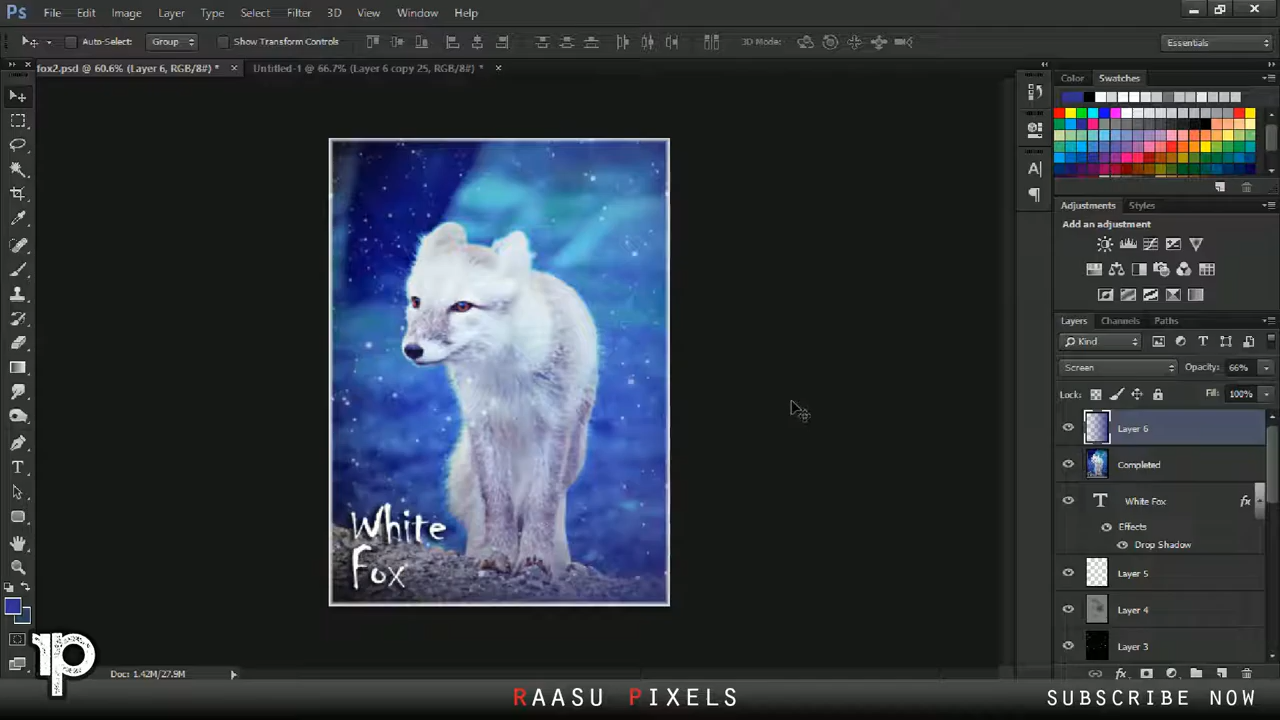 Ps File Edit Image Layer Type Select Filter 3D View Window Help
Auto-Select: Group Show Transform Controls 3D Mode: Essentials
fox2.psd @ 60.6% (Layer 6, RGB/8#) * × Untitled-1 @ 66.7% (Layer 6 copy 25, RGB/8#) * ×
Color Swatches
Adjustments Styles
Add an adjustment
Layers Channels Paths
Kind
Screen Opacity: 66%
Lock: Fill: 100%
Layer 6
Completed
T White Fox fx
Effects
Drop Shadow
Layer 5
Layer 4
Layer 3
White
Fox
Doc: 1.42M/27.9M
RAASU PIXELS
SUBSCRIBE NOW